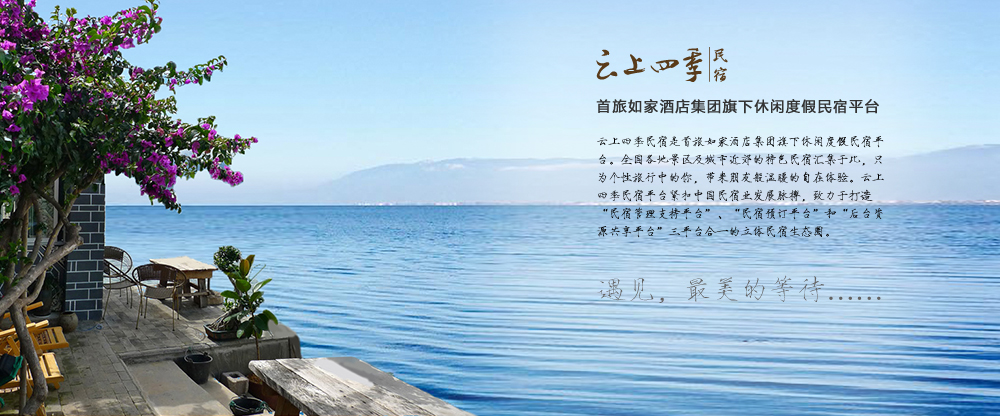 云上四季民宿
首旅如家酒店集团旗下休闲度假民宿平台
云上四季民宿是首旅如家酒店集团旗下休闲度假民宿平
台。全国各地景区及城市近郊的特色民宿汇集于此，只
为个性旅行中的你，带来朋友般温暖的自在体验。云上
四季民宿平台紧扣中国民宿业发展脉搏，致力于打造
“民宿管理支持平台”、“民宿预订平台”和“后台资
源共享平台”三平台合一的立体民宿生态圈。
遇见，最美的等待......